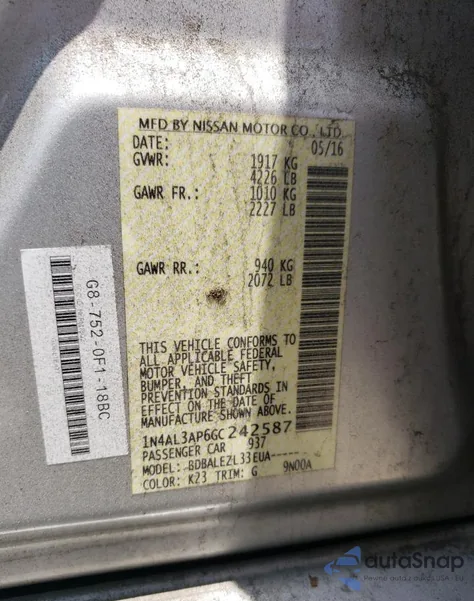 MFD BY NISSAN MOTOR CO., LTD.
DATE: 05/16
GVWR: 1917 KG
4226 LB
GAWR FR.: 1010 KG
2227 LB
GAWR RR.: 940 KG
2072 LB
THIS VEHICLE CONFORMS TO
ALL APPLICABLE FEDERAL
MOTOR VEHICLE SAFETY,
BUMPER, AND THEFT
PREVENTION STANDARDS IN
EFFECT ON THE DATE OF
MANUFACTURE SHOWN ABOVE.
1N4AL3AP6GC242587
PASSENGER CAR 937
MODEL: BDBALEZL33EUA-----
COLOR: K23 TRIM: G 9N00A
G8-752-0F1-18BC
autaSnap